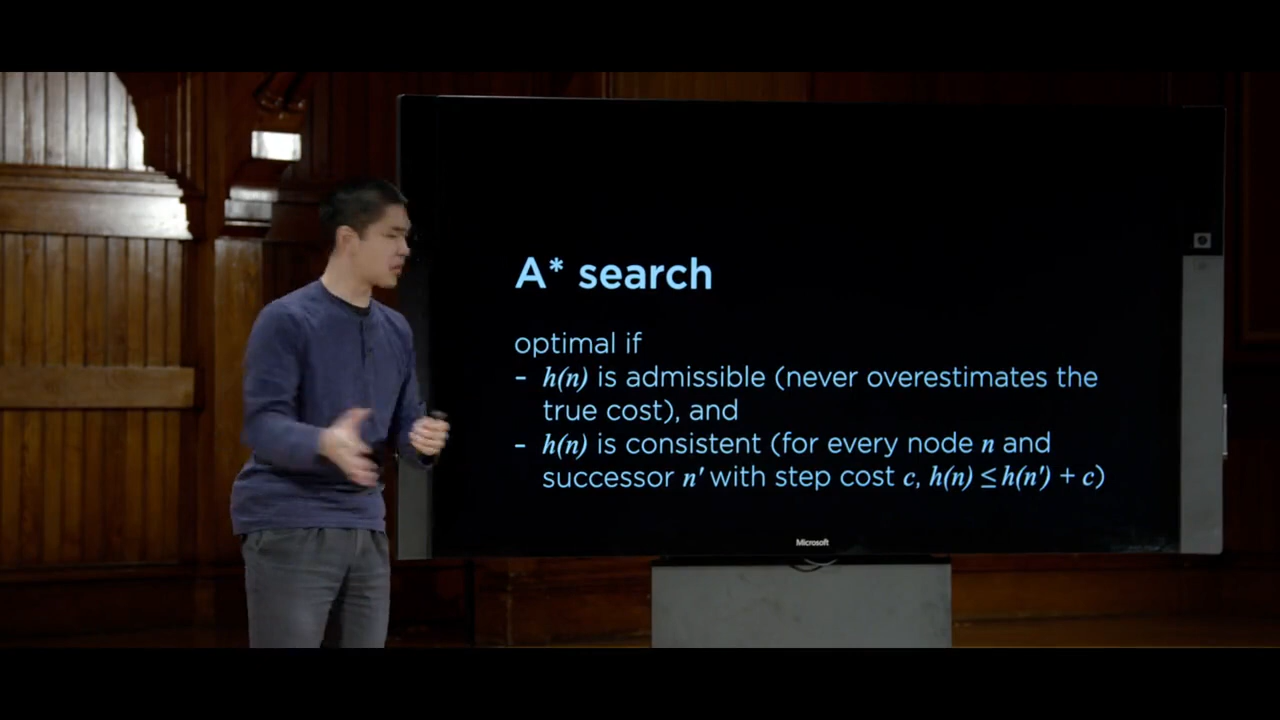 A* search
optimal if
- h(n) is admissible (never overestimates the
true cost), and
- h(n) is consistent (for every node n and
successor n′ with step cost c, h(n) ≤ h(n′) + c)
Microsoft